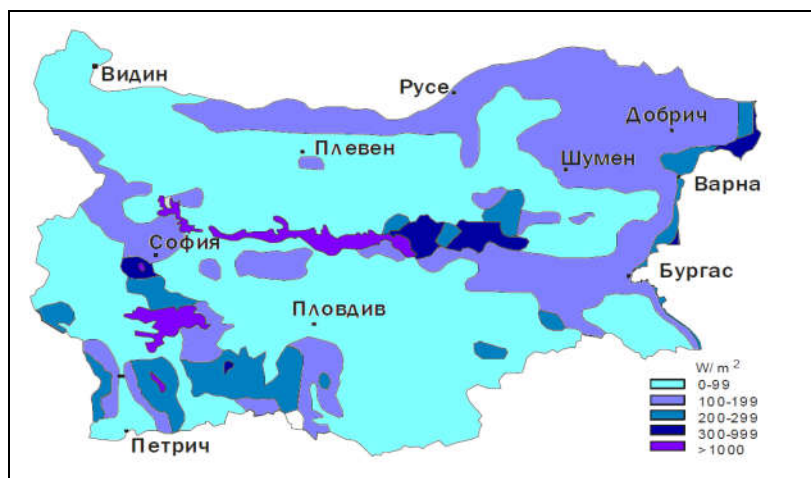 Видин
Русе
Добрич
Плевен
Шумен
Варна
София
Бургас
Пловдив
Петрич
W/m²
0-99
100-199
200-299
300-999
>1000